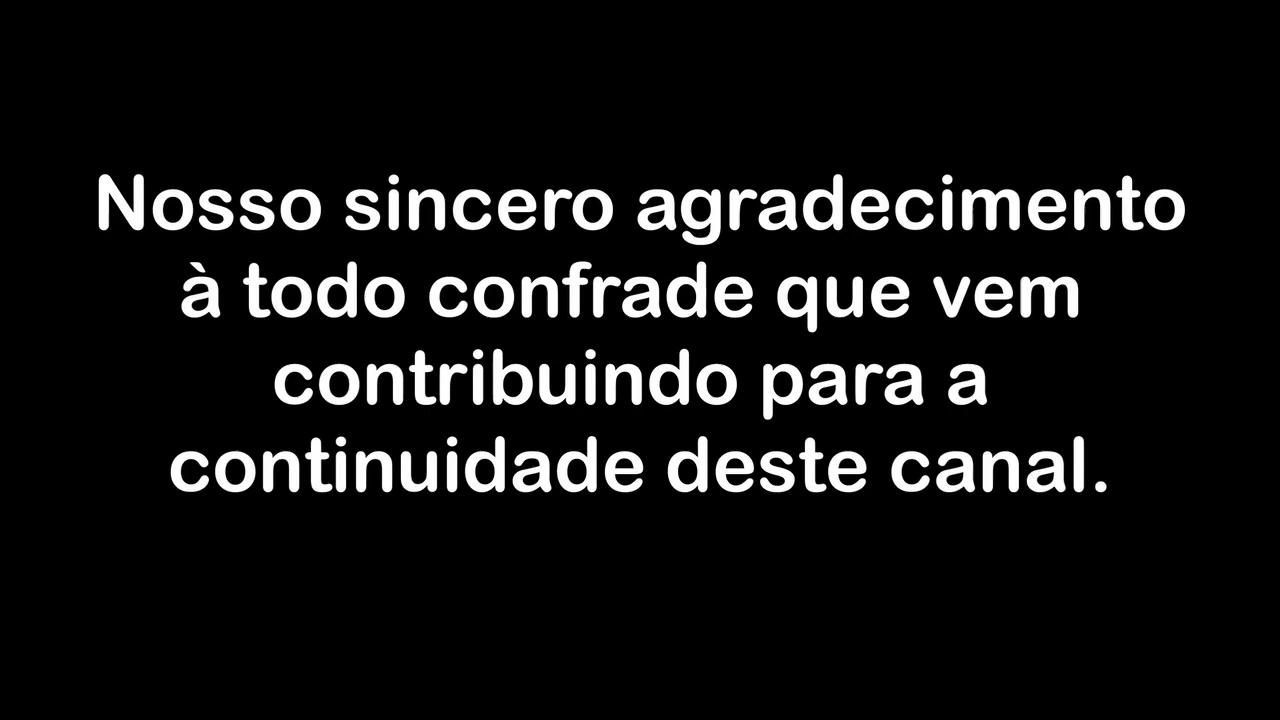 Nosso sincero agradecimento
à todo confrade que vem
contribuindo para a
continuidade deste canal.